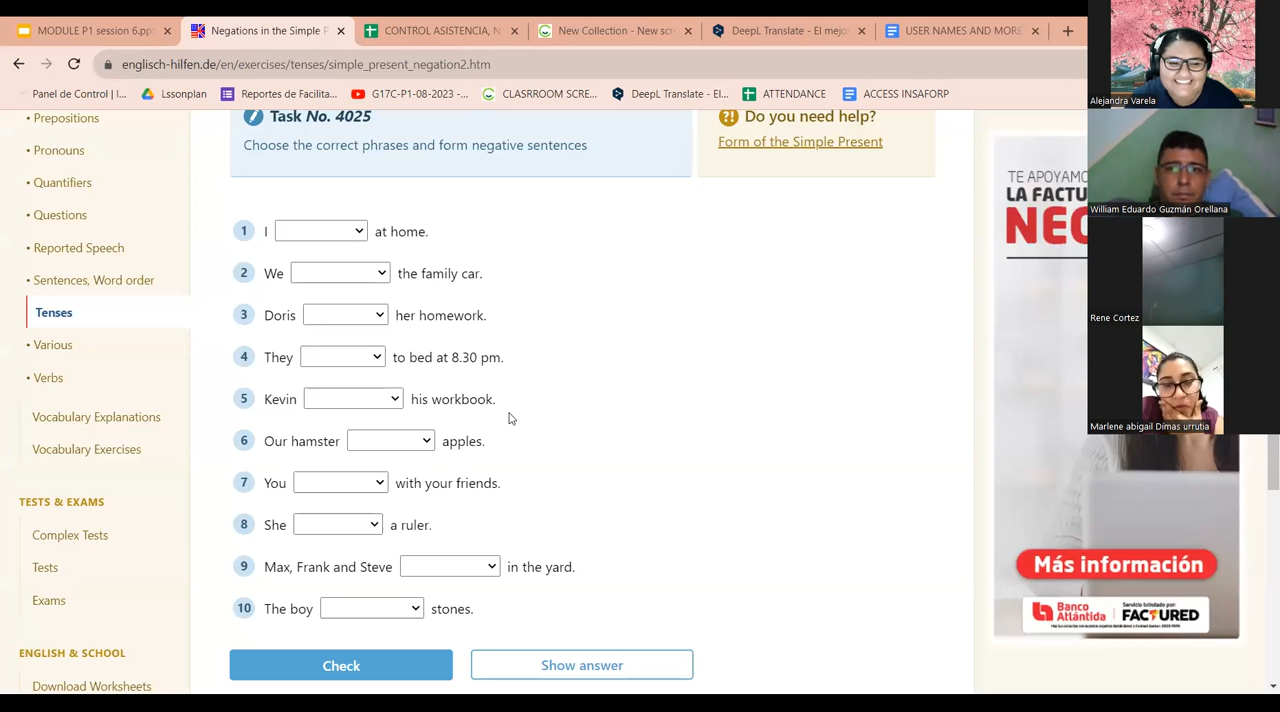 MODULE P1 session 6.pp
Negations in the Simple P
CONTROL ASISTENCIA, N
New Collection - New scr
DeepL Translate - El mejo
USER NAMES AND MORE
englisch-hilfen.de/en/exercises/tenses/simple_present_negation2.htm
Panel de Control | I...
Lssonplan
Reportes de Facilita...
G17C-P1-D8-2023 -...
CLASRROOM SCRE...
DeepL Translate - El...
ATTENDANCE
ACCESS INSAFORP
• Prepositions
• Pronouns
• Quantifiers
• Questions
• Reported Speech
• Sentences, Word order
Tenses
• Various
• Verbs
Vocabulary Explanations
Vocabulary Exercises
TESTS & EXAMS
Complex Tests
Tests
Exams
ENGLISH & SCHOOL
Download Worksheets
Task No. 4025
Choose the correct phrases and form negative sentences
Do you need help?
Form of the Simple Present
1 I at home.
2 We the family car.
3 Doris her homework.
4 They to bed at 8.30 pm.
5 Kevin his workbook.
6 Our hamster apples.
7 You with your friends.
8 She a ruler.
9 Max, Frank and Steve in the yard.
10 The boy stones.
Check
Show answer
TE APOYAMO
LA FACTU
NEG
Más información
Banco Atlántida
Servicio brindado por:
FACTURED
Alejandra Varela
William Eduardo Guzmán Orellana
Rene Cortez
Marlene abigail Dimas urrutia